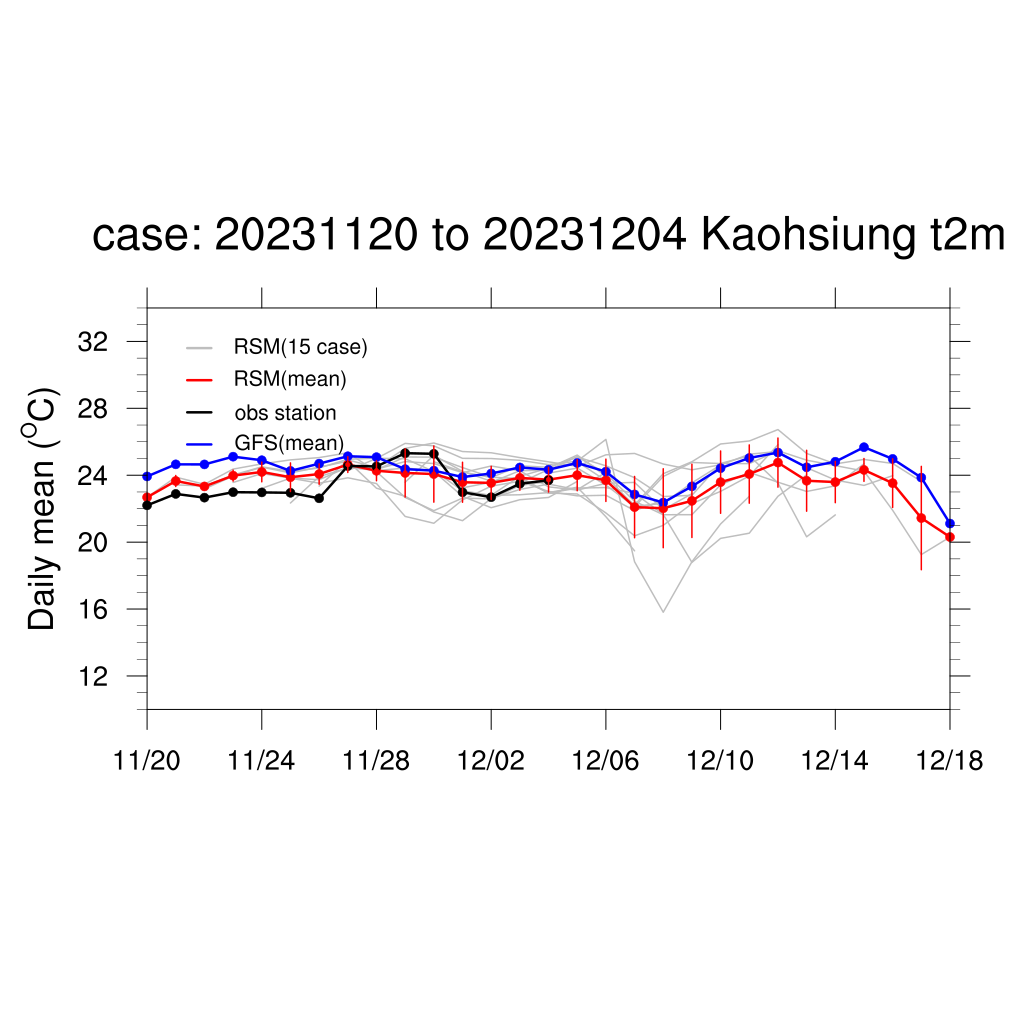 case: 20231120 to 20231204 Kaohsiung t2m
RSM(15 case)
RSM(mean)
obs station
GFS(mean)
Daily mean (°C)
32
28
24
20
16
12
11/20 11/24 11/28 12/02 12/06 12/10 12/14 12/18